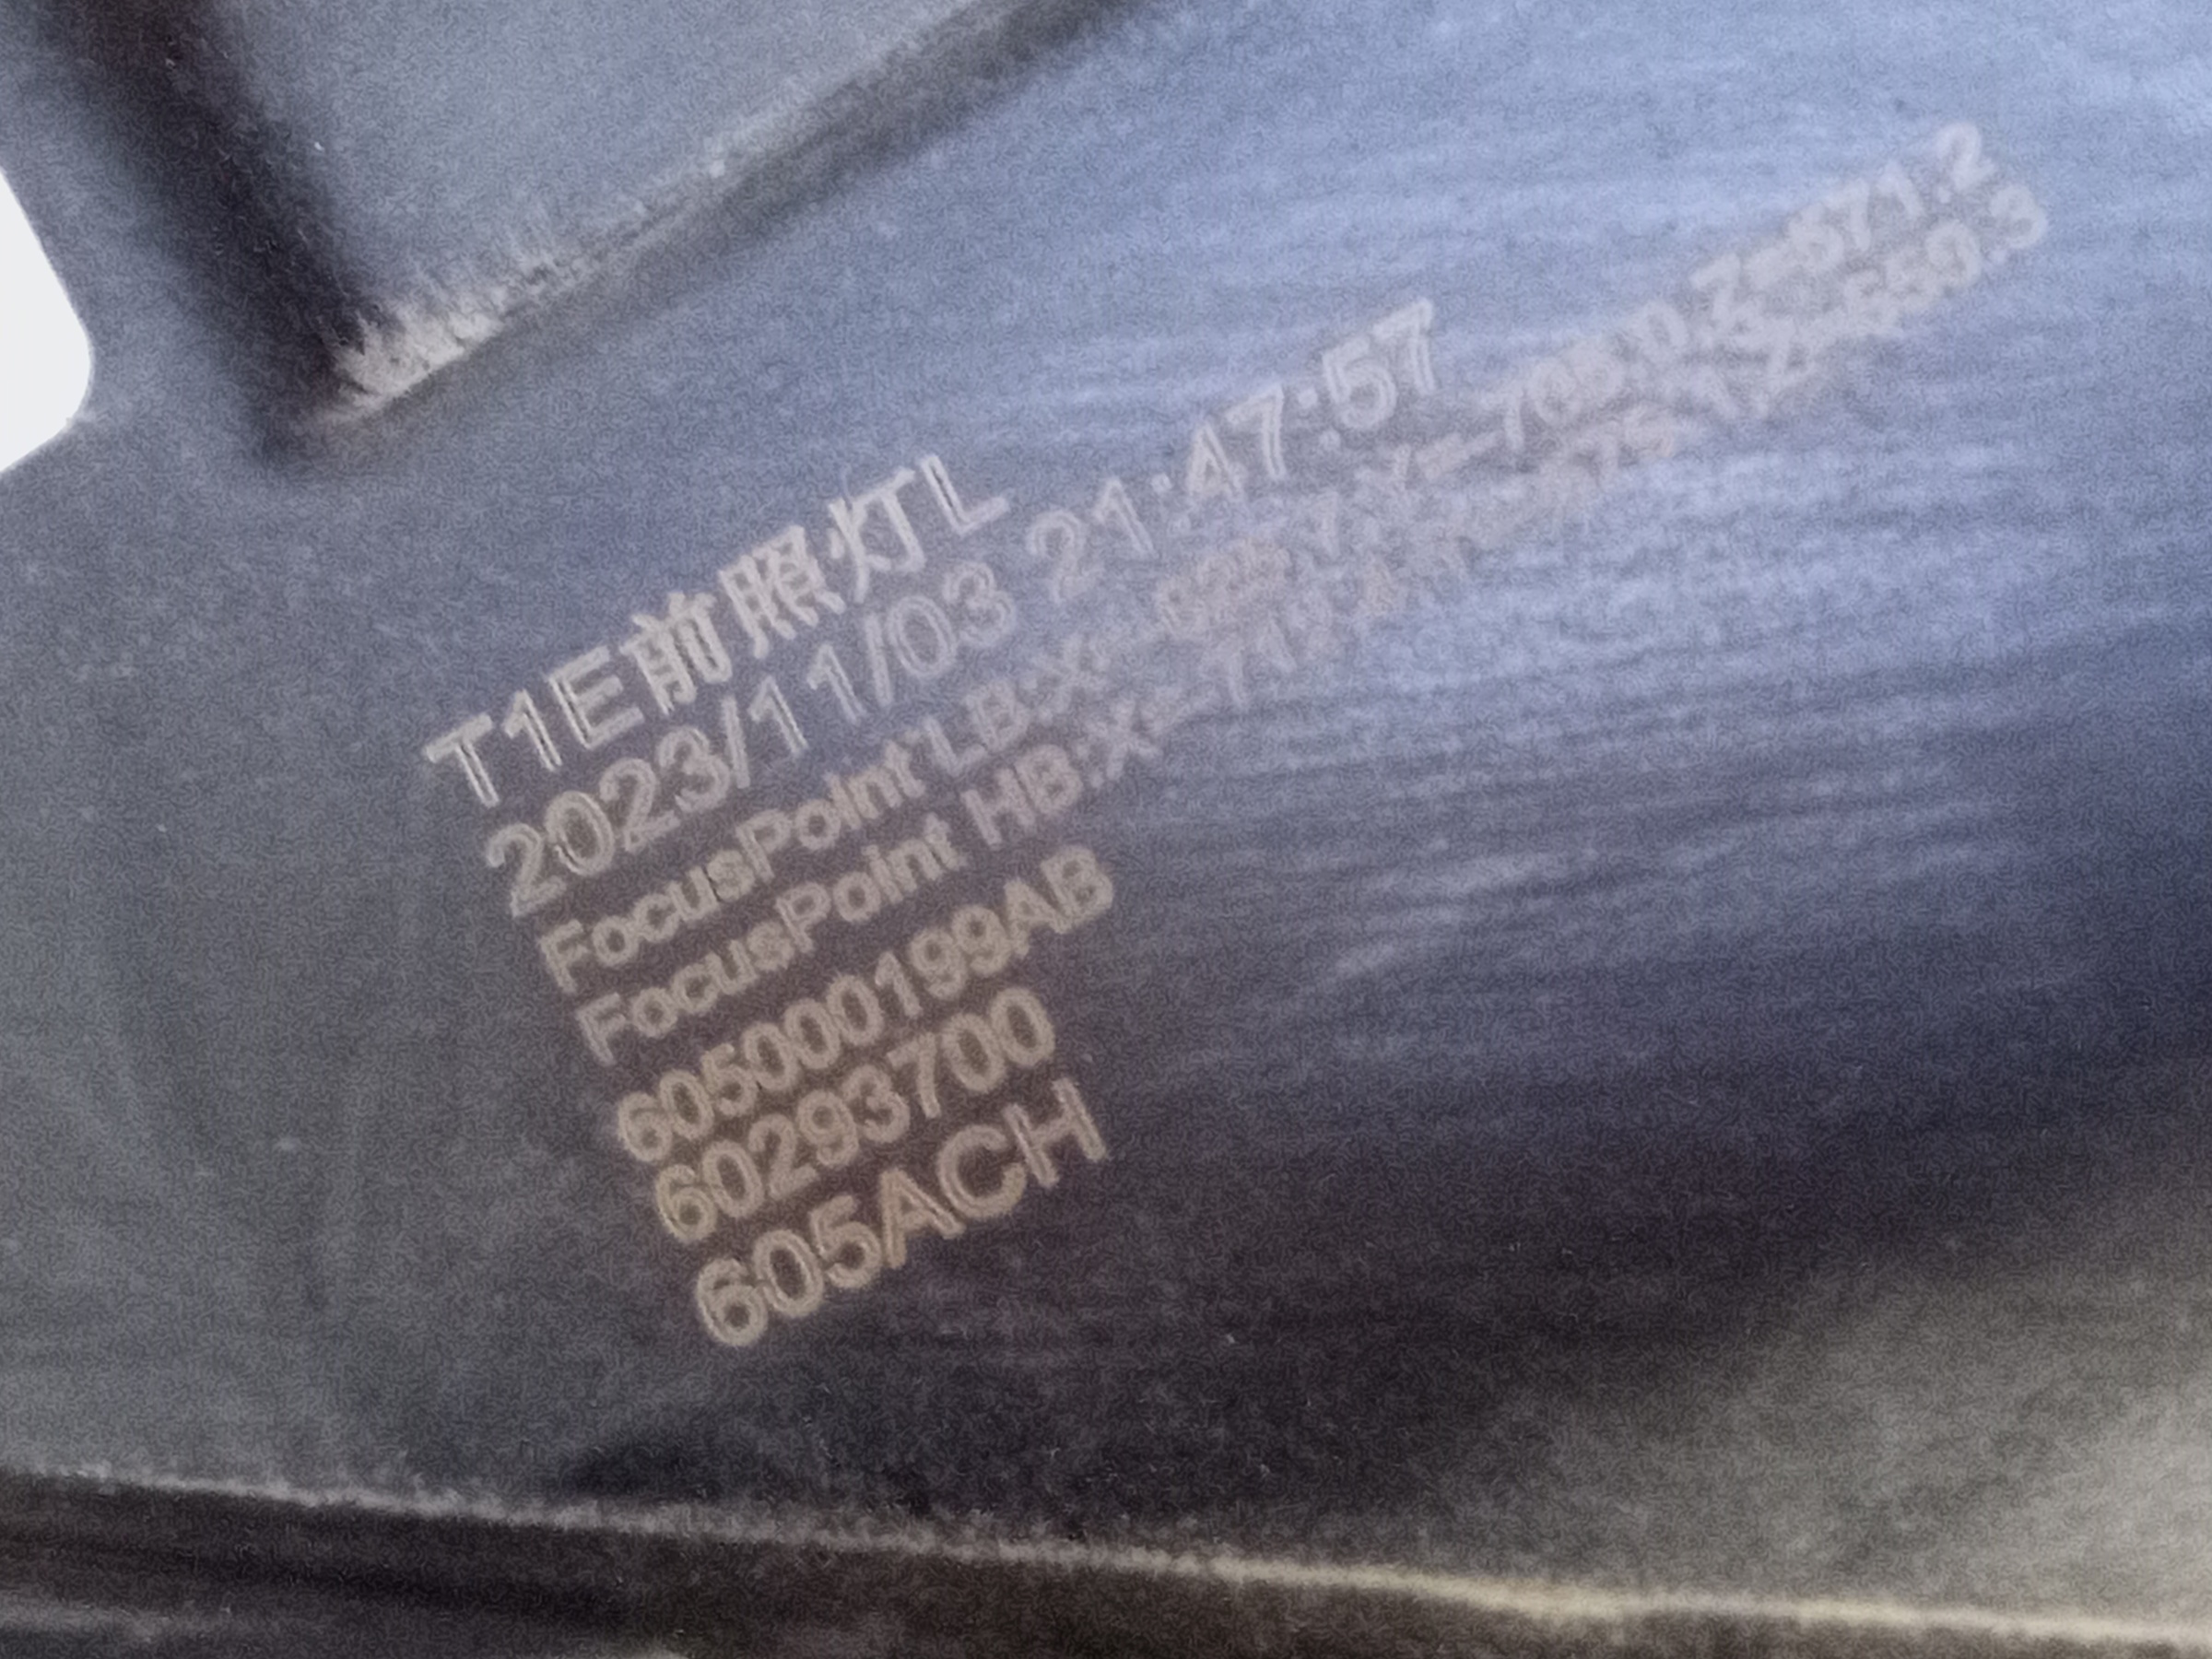 T1E前照灯L
2023/11/03 21:47:57
FocusPoint LB:X=
FocusPoint HB:X=
605000199AB
60293700
605ACH